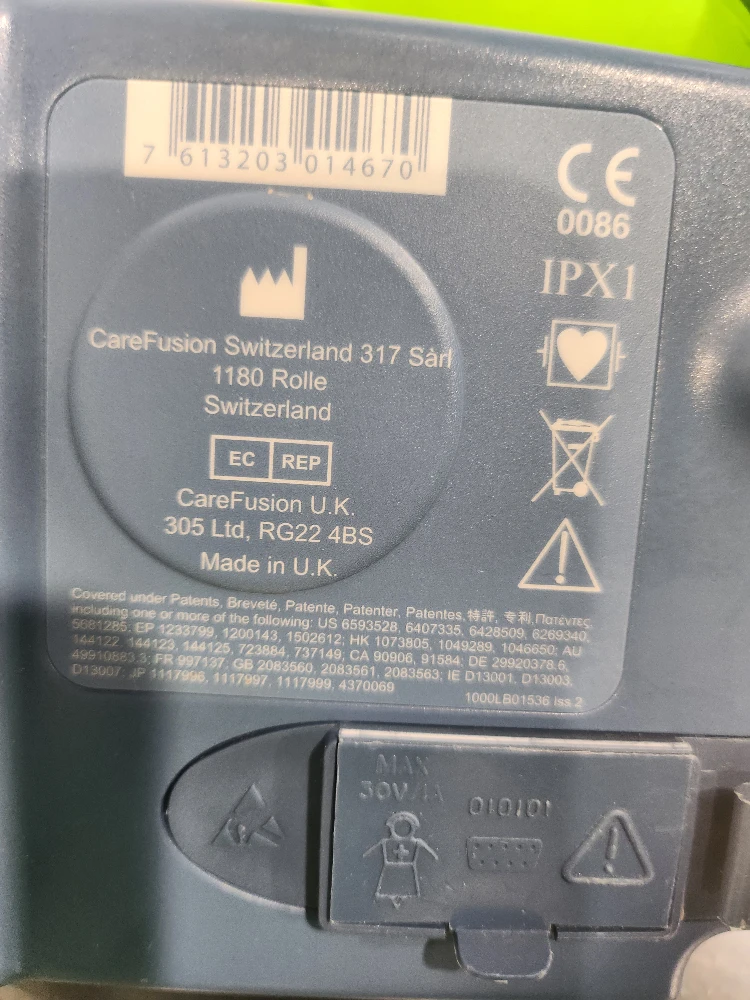 7 613203 014670
CE
0086
IPX1
CareFusion Switzerland 317 Sàrl
1180 Rolle
Switzerland
EC REP
CareFusion U.K.
305 Ltd, RG22 4BS
Made in U.K.
Covered under Patents, Breveté, Patente, Patenter, Patentes, 特許, 专利, Πατέντες,
including one or more of the following: US 6593528, 6407335, 6428509, 6269340,
5681285; EP 1233799, 1200143, 1502612; HK 1073805, 1049289, 1046650; AU
144122, 144123, 144125, 723884, 737149; CA 90906, 91584; DE 29920378.6,
49910883.3; FR 997137; GB 2083560, 2083561, 2083563; IE D13001, D13003,
D13007; JP 1117996, 1117997, 1117999, 4370069
1000LB01536 Iss 2
MAX
30V/1A
010101